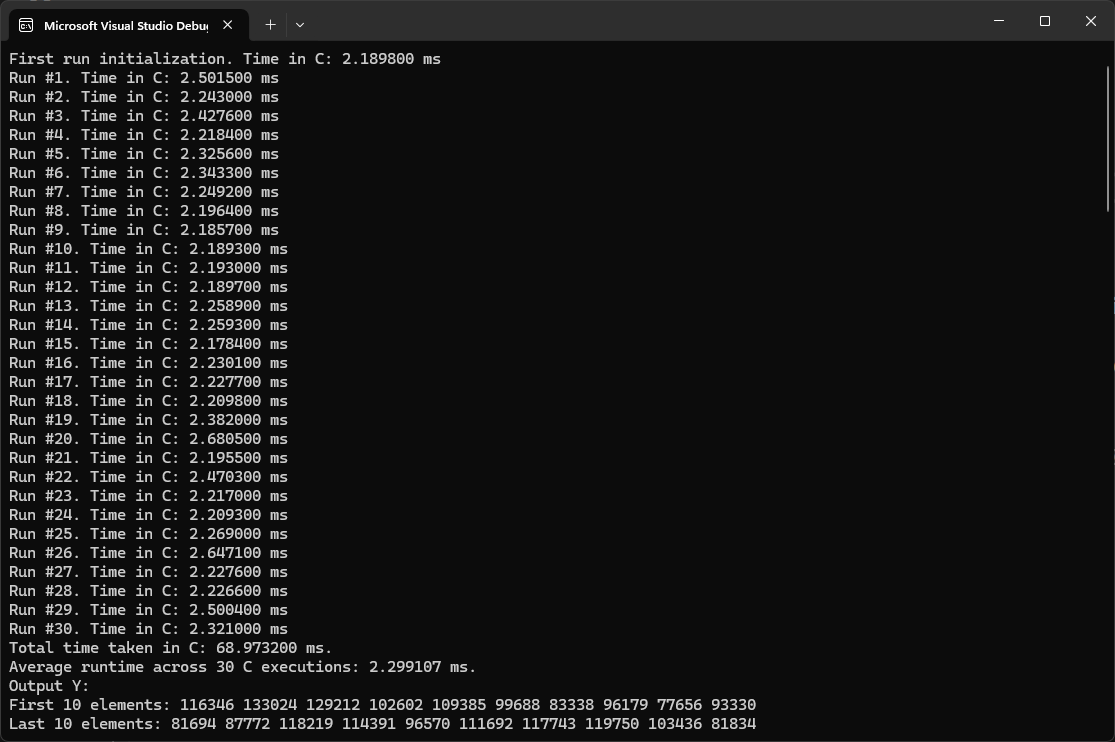 Microsoft Visual Studio Debug
First run initialization. Time in C: 2.189800 ms
Run #1. Time in C: 2.501500 ms
Run #2. Time in C: 2.243000 ms
Run #3. Time in C: 2.427600 ms
Run #4. Time in C: 2.218400 ms
Run #5. Time in C: 2.325600 ms
Run #6. Time in C: 2.343300 ms
Run #7. Time in C: 2.249200 ms
Run #8. Time in C: 2.196400 ms
Run #9. Time in C: 2.185700 ms
Run #10. Time in C: 2.189300 ms
Run #11. Time in C: 2.193000 ms
Run #12. Time in C: 2.189700 ms
Run #13. Time in C: 2.258900 ms
Run #14. Time in C: 2.259300 ms
Run #15. Time in C: 2.178400 ms
Run #16. Time in C: 2.230100 ms
Run #17. Time in C: 2.227700 ms
Run #18. Time in C: 2.209800 ms
Run #19. Time in C: 2.382000 ms
Run #20. Time in C: 2.680500 ms
Run #21. Time in C: 2.195500 ms
Run #22. Time in C: 2.470300 ms
Run #23. Time in C: 2.217000 ms
Run #24. Time in C: 2.209300 ms
Run #25. Time in C: 2.269000 ms
Run #26. Time in C: 2.647100 ms
Run #27. Time in C: 2.227600 ms
Run #28. Time in C: 2.226600 ms
Run #29. Time in C: 2.500400 ms
Run #30. Time in C: 2.321000 ms
Total time taken in C: 68.973200 ms.
Average runtime across 30 C executions: 2.299107 ms.
Output Y:
First 10 elements: 116346 133024 129212 102602 109385 99688 83338 96179 77656 93330
Last 10 elements: 81694 87772 118219 114391 96570 111692 117743 119750 103436 81834